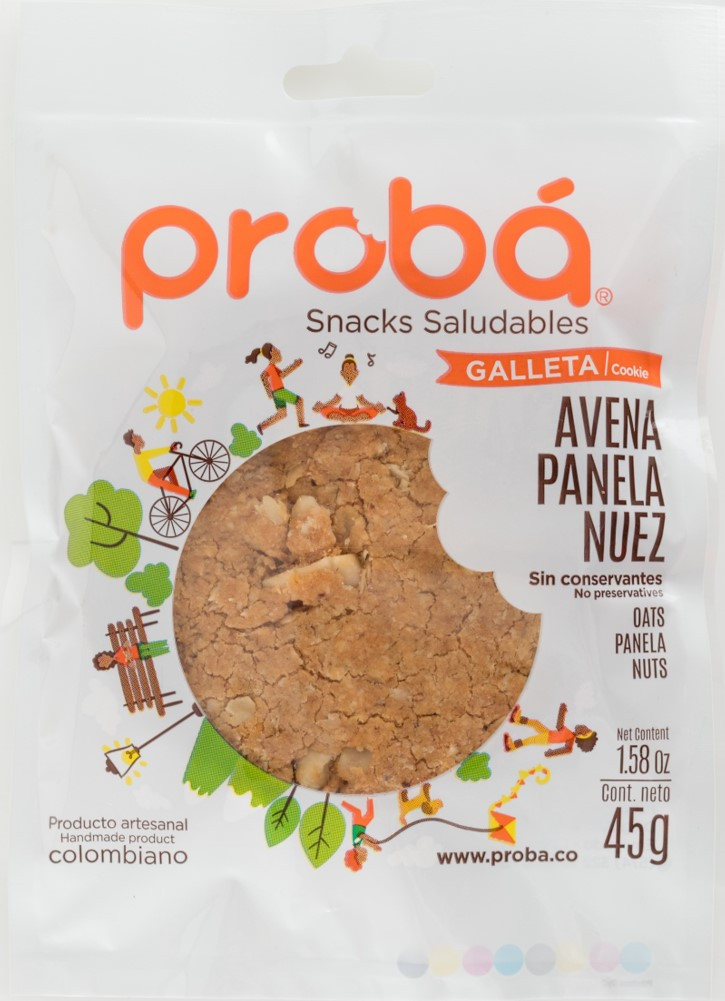 probá®
Snacks Saludables
GALLETA | Cookie
AVENA
PANELA
NUEZ
Sin conservantes
No preservatives
OATS
PANELA
NUTS
Net Content
1.58 oz
Cont. neto
45g
Producto artesanal
Handmade product
colombiano
www.proba.co